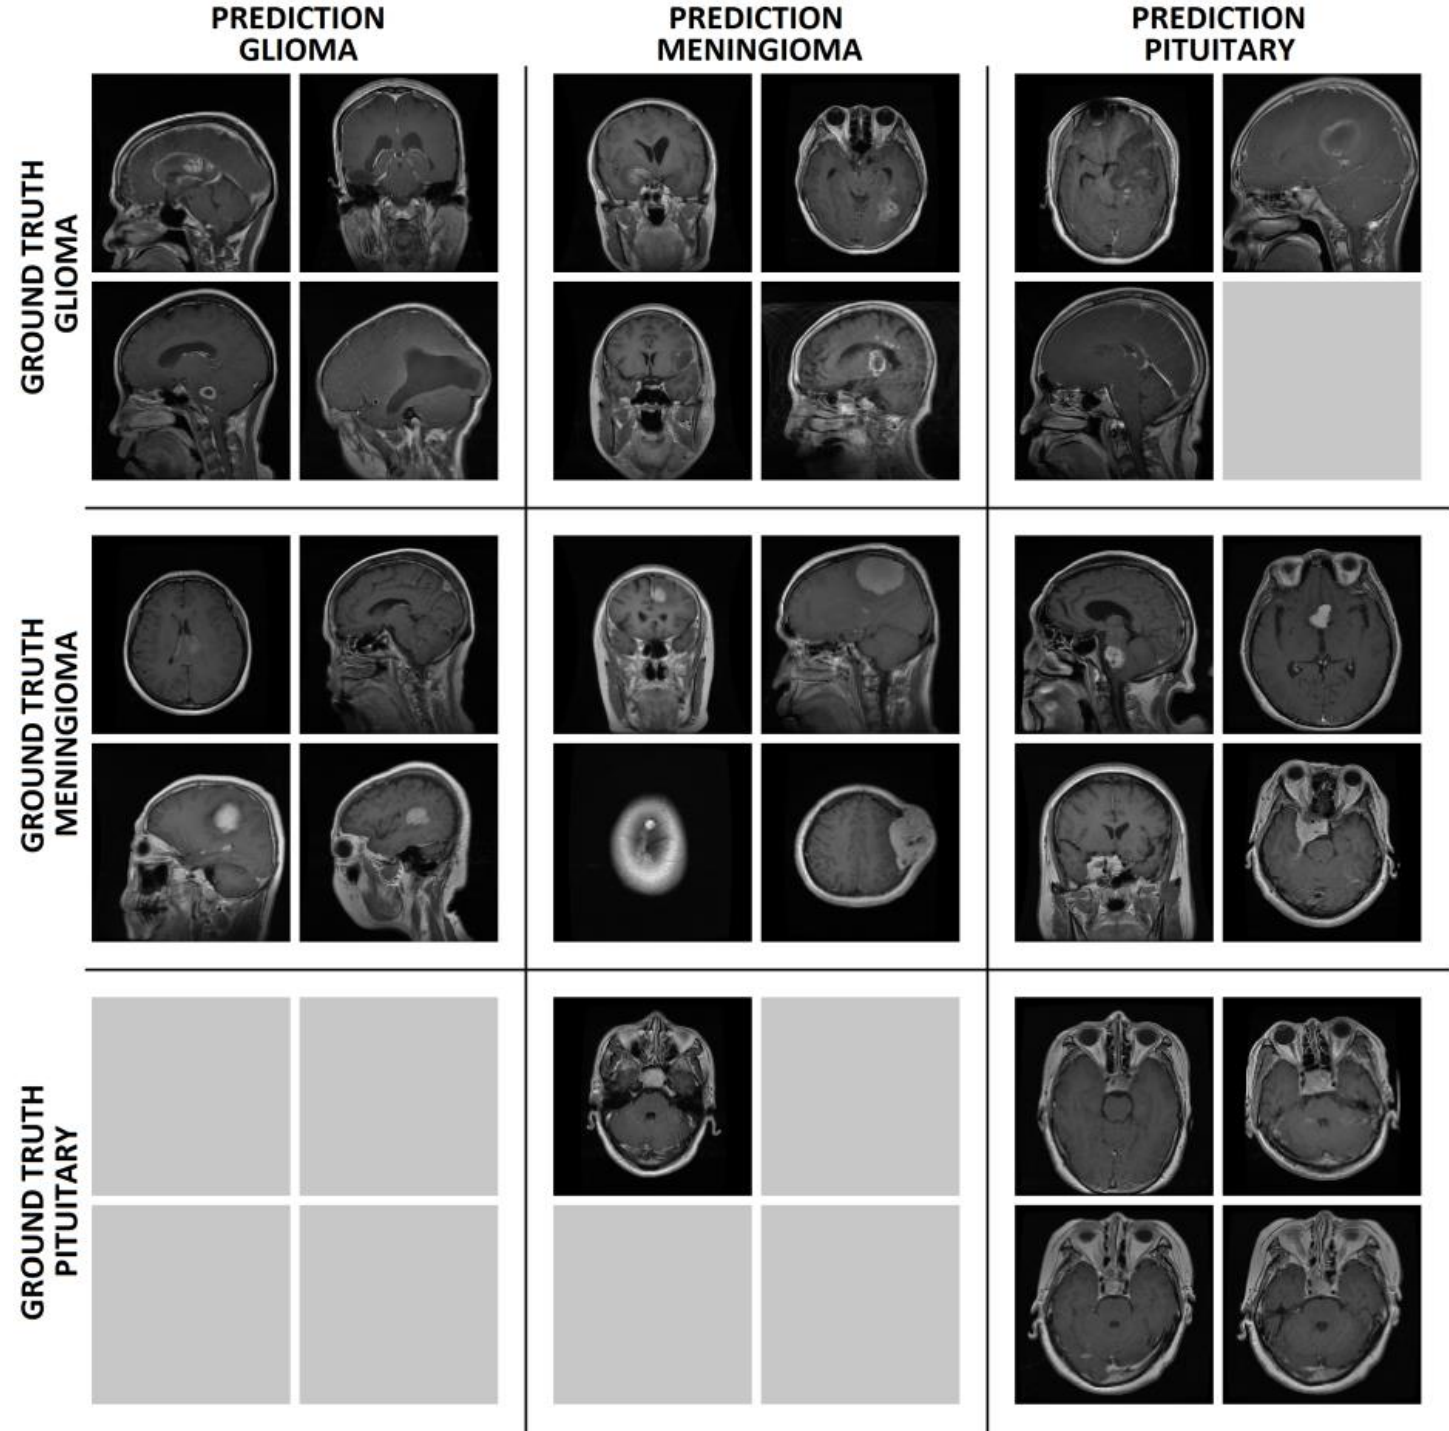 PREDICTION
GLIOMA
PREDICTION
MENINGIOMA
PREDICTION
PITUITARY
GROUND TRUTH
GLIOMA
GROUND TRUTH
MENINGIOMA
GROUND TRUTH
PITUITARY